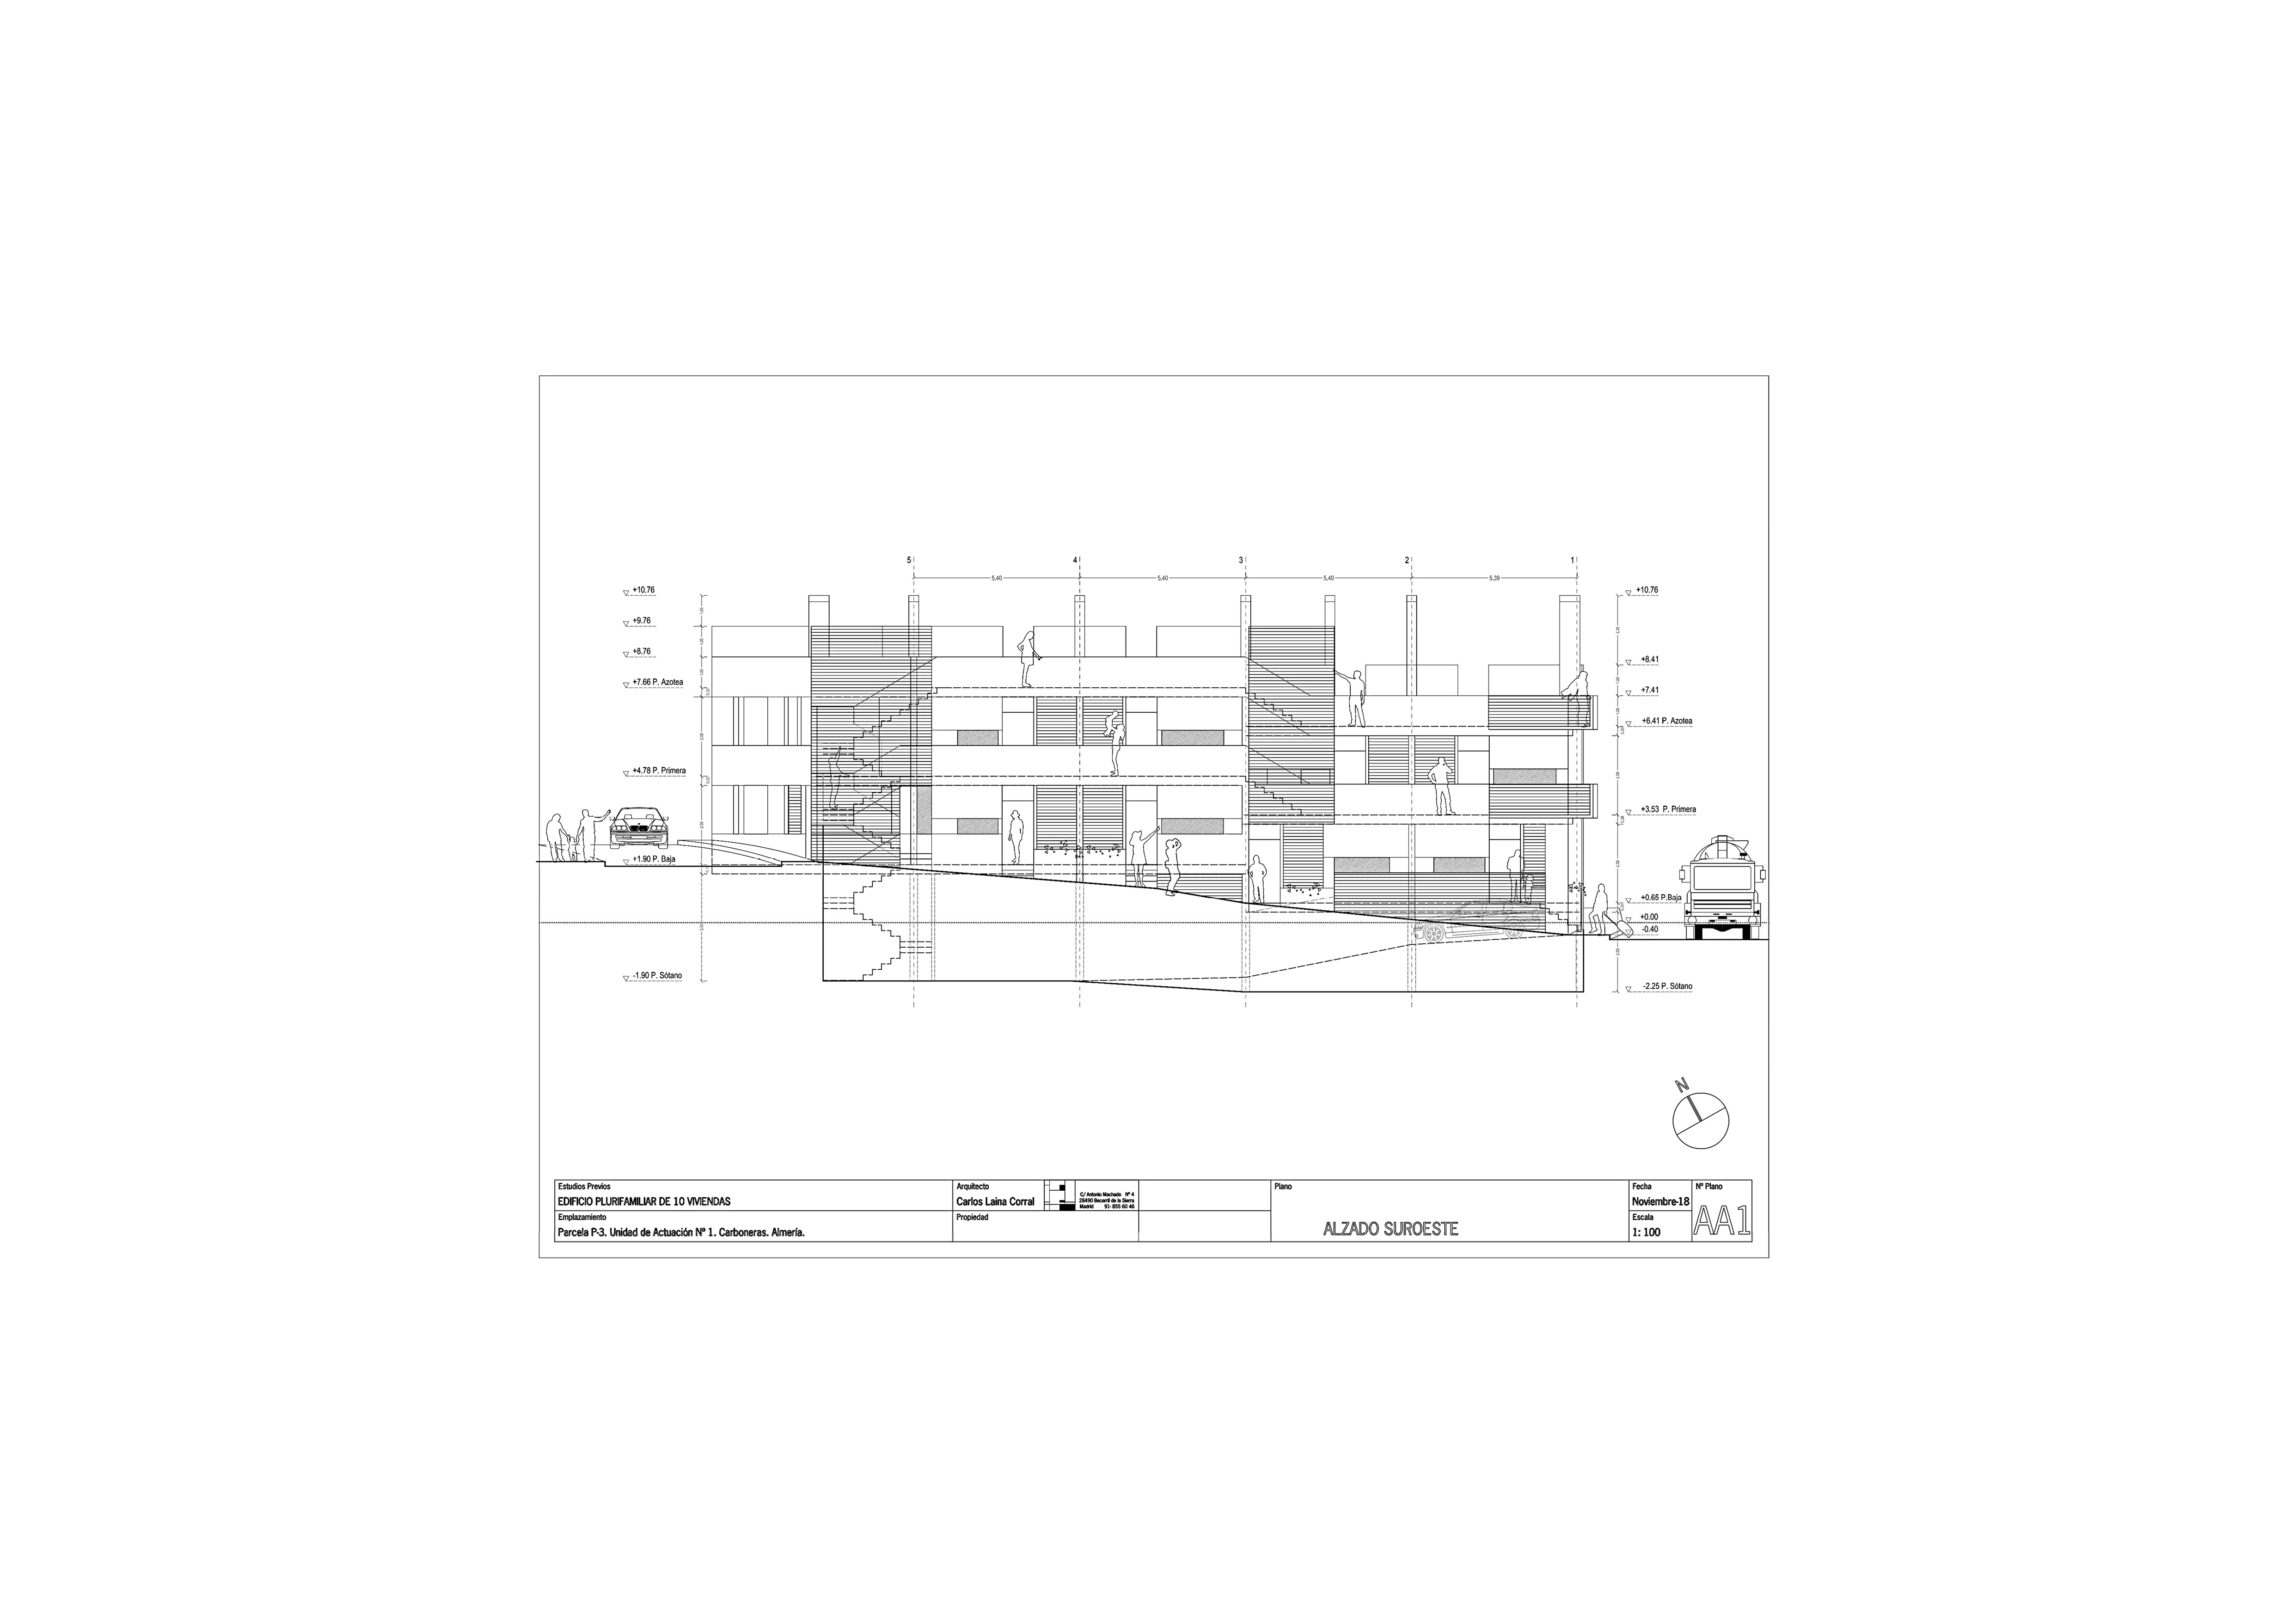 5 4 3 2 1
5,40 5,40 5,40 5,39
+10.76
+9.76
+8.76
+7.66 P. Azotea
+4.78 P. Primera
+1.90 P. Baja
-1.90 P. Sótano
+10.76
+8.41
+7.41
+6.41 P. Azotea
+3.53 P. Primera
+0.65 P.Baja
+0.00
-0.40
-2.25 P. Sótano
N
Estudios Previos
EDIFICIO PLURIFAMILIAR DE 10 VIVIENDAS
Emplazamiento
Parcela P-3. Unidad de Actuación Nº 1. Carboneras. Almería.
Arquitecto
Carlos Laina Corral
C/ Antonio Machado Nº 4
28490 Becerril de la Sierra
Madrid 91- 855 60 46
Propiedad
Plano
ALZADO SUROESTE
Fecha
Noviembre-18
Escala
1: 100
Nº Plano
AA1